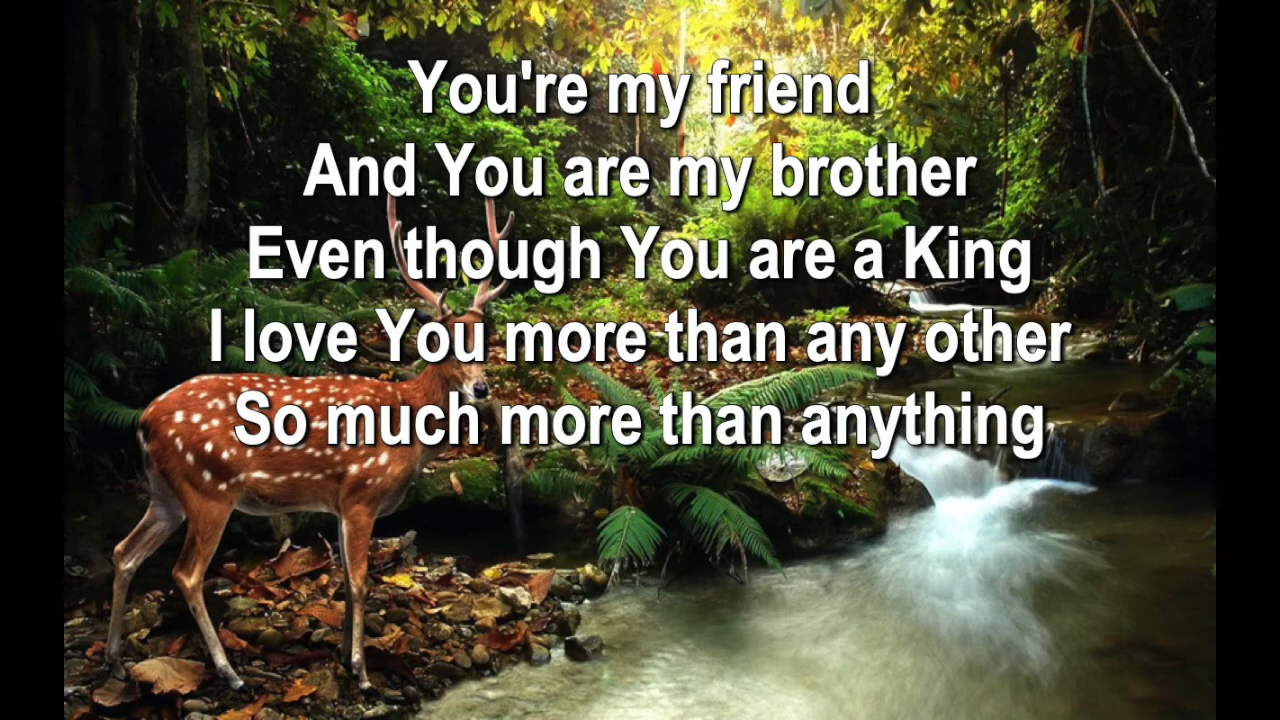 You're my friend
And You are my brother
Even though You are a King
I love You more than any other
So much more than anything